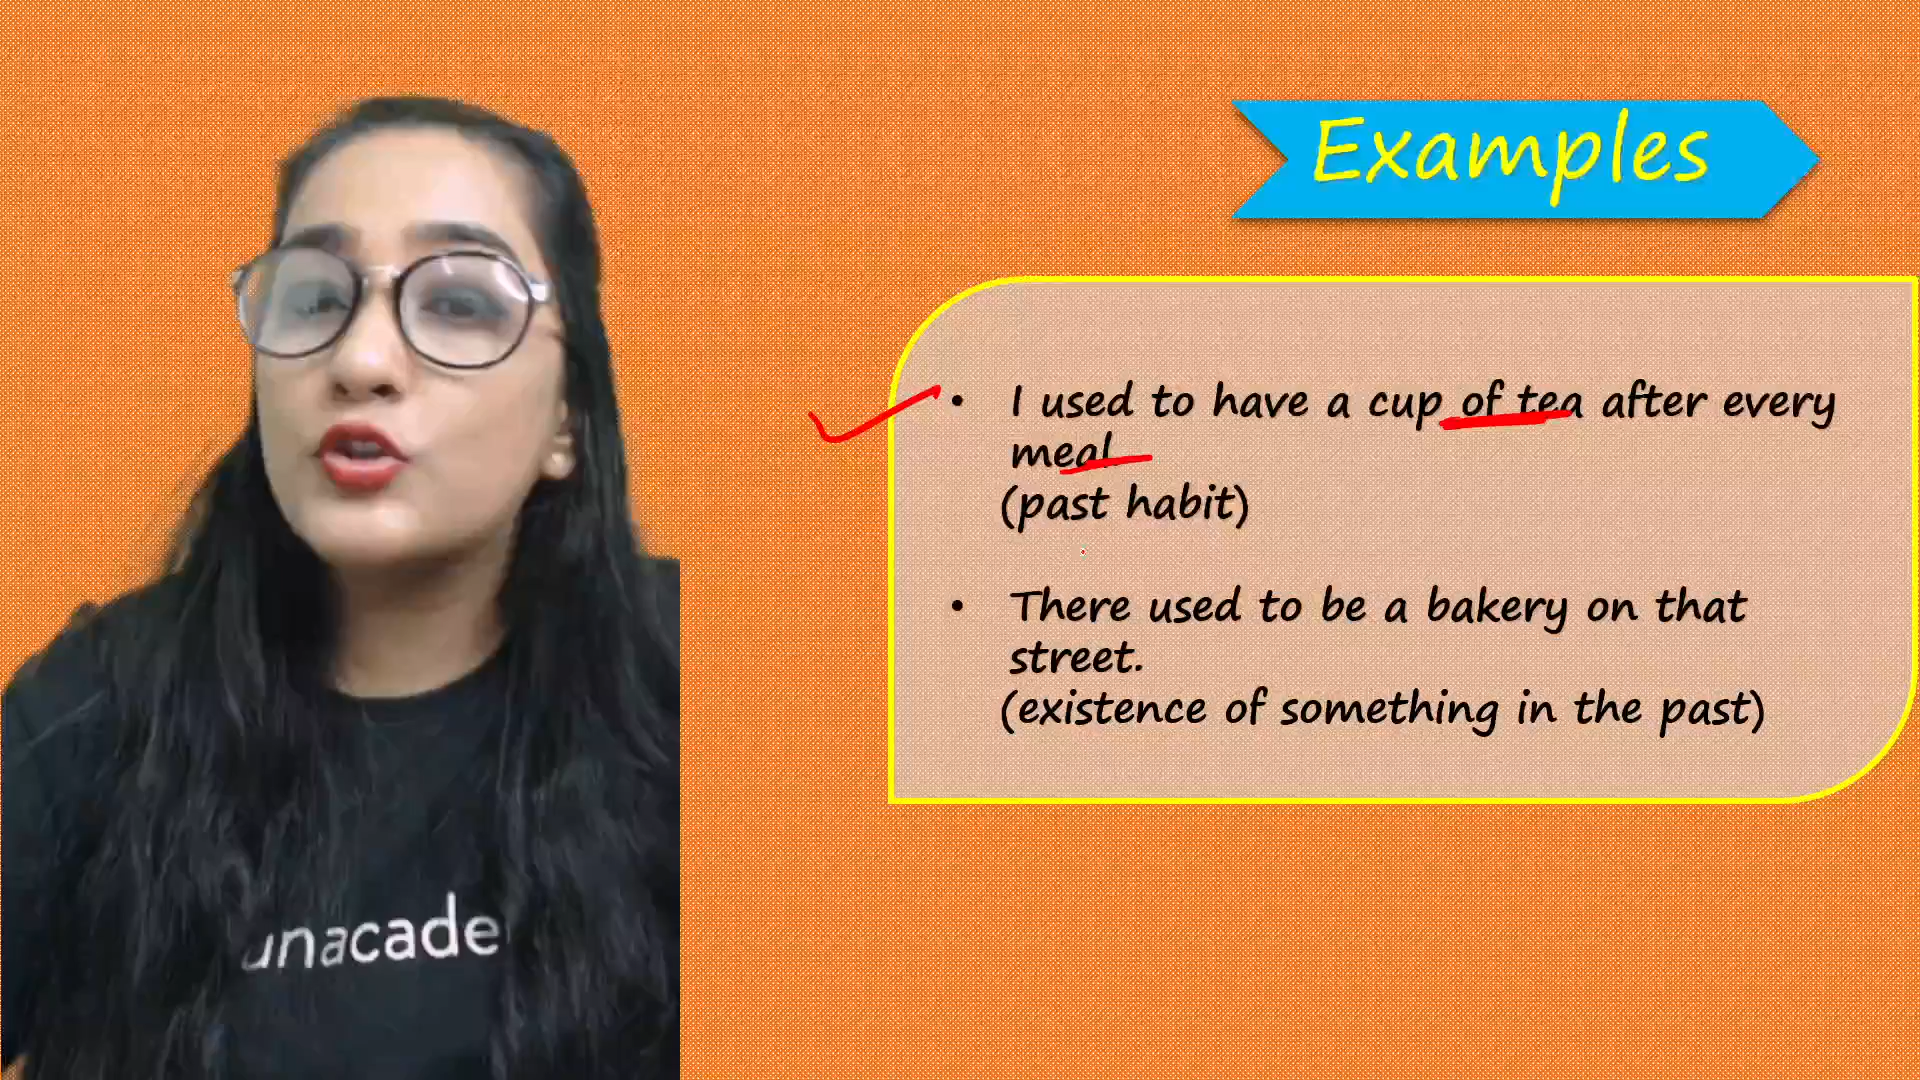 Examples
• I used to have a cup of tea after every
meal.
(past habit)
• There used to be a bakery on that
street.
(existence of something in the past)
unacade